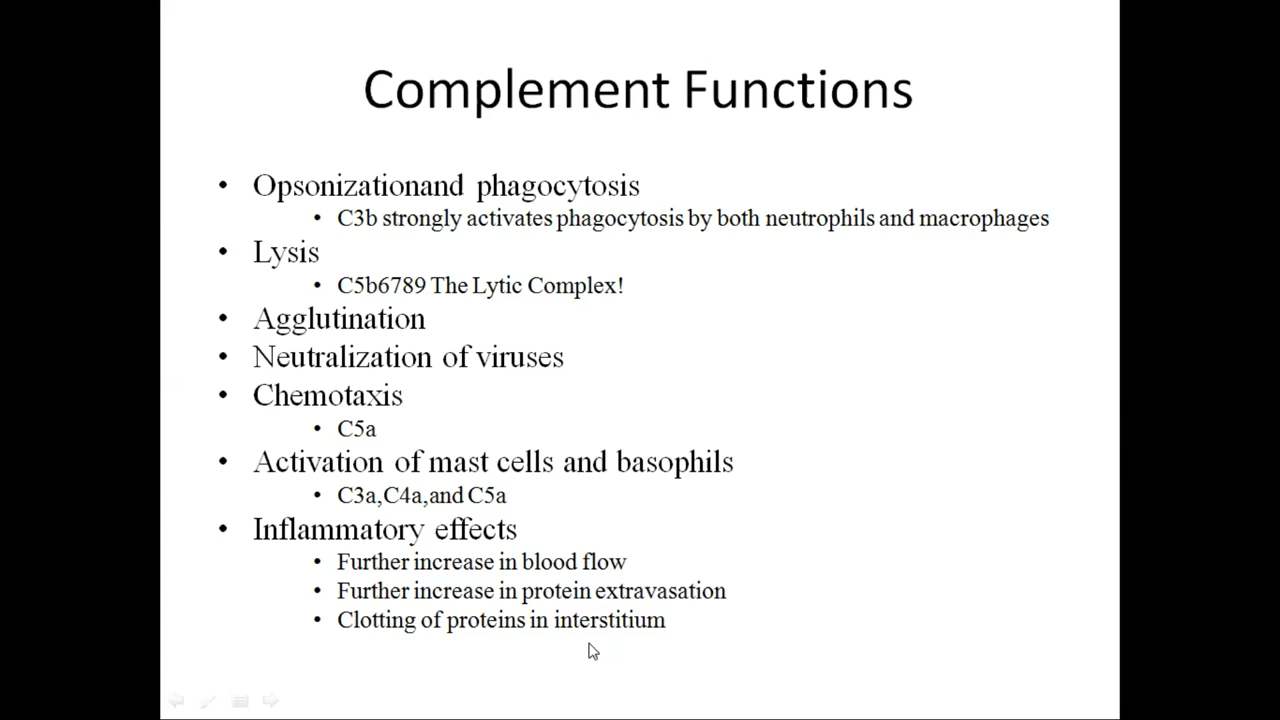 Complement Functions
• Opsonizationand phagocytosis
• C3b strongly activates phagocytosis by both neutrophils and macrophages
• Lysis
• C5b6789 The Lytic Complex!
• Agglutination
• Neutralization of viruses
• Chemotaxis
• C5a
• Activation of mast cells and basophils
• C3a,C4a,and C5a
• Inflammatory effects
• Further increase in blood flow
• Further increase in protein extravasation
• Clotting of proteins in interstitium